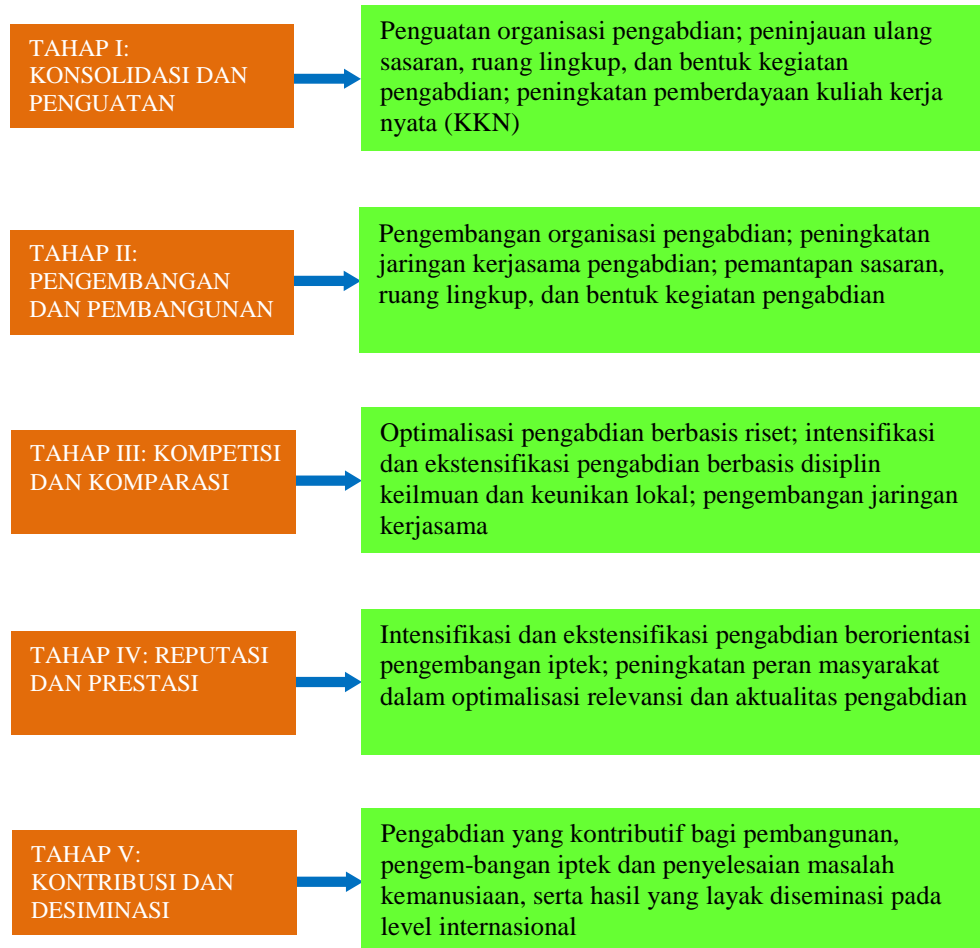 TAHAP I:
KONSOLIDASI DAN
PENGUATAN
Penguatan organisasi pengabdian; peninjauan ulang
sasaran, ruang lingkup, dan bentuk kegiatan
pengabdian; peningkatan pemberdayaan kuliah kerja
nyata (KKN)
TAHAP II:
PENGEMBANGAN
DAN PEMBANGUNAN
Pengembangan organisasi pengabdian; peningkatan
jaringan kerjasama pengabdian; pemantapan sasaran,
ruang lingkup, dan bentuk kegiatan pengabdian
TAHAP III: KOMPETISI
DAN KOMPARASI
Optimalisasi pengabdian berbasis riset; intensifikasi
dan ekstensifikasi pengabdian berbasis disiplin
keilmuan dan keunikan lokal; pengembangan jaringan
kerjasama
TAHAP IV: REPUTASI
DAN PRESTASI
Intensifikasi dan ekstensifikasi pengabdian berorientasi
pengembangan iptek; peningkatan peran masyarakat
dalam optimalisasi relevansi dan aktualitas pengabdian
TAHAP V:
KONTRIBUSI DAN
DESIMINASI
Pengabdian yang kontributif bagi pembangunan,
pengem-bangan iptek dan penyelesaian masalah
kemanusiaan, serta hasil yang layak diseminasi pada
level internasional